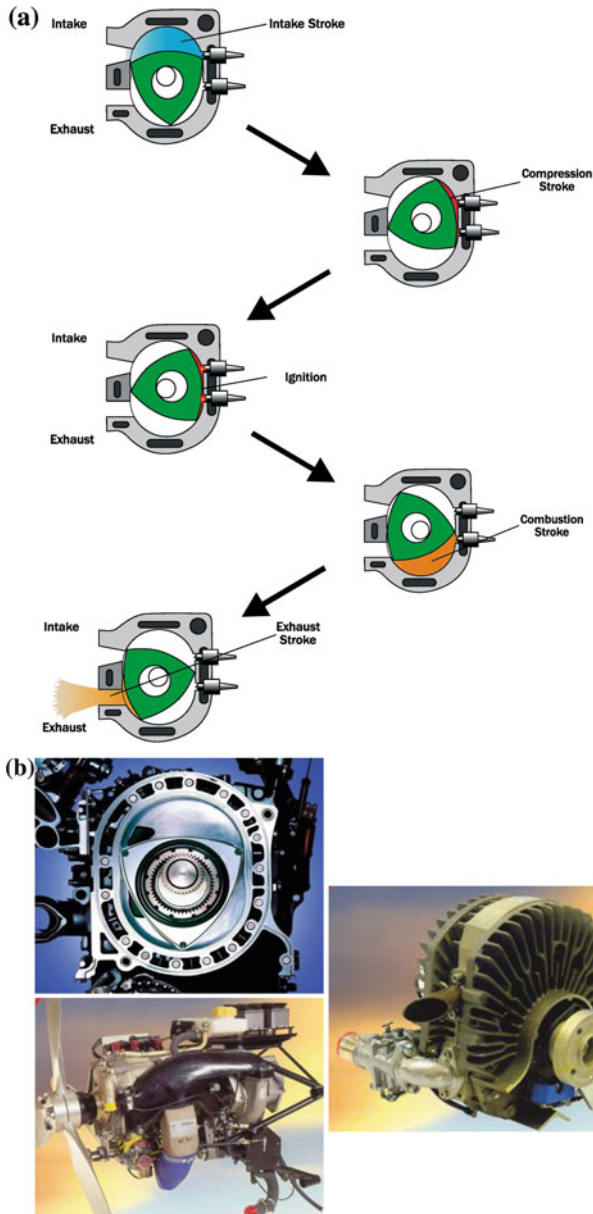 (a)
Intake
Intake Stroke
Exhaust
Compression
Stroke
Intake
Ignition
Exhaust
Combustion
Stroke
Intake
Exhaust
Stroke
Exhaust
(b)